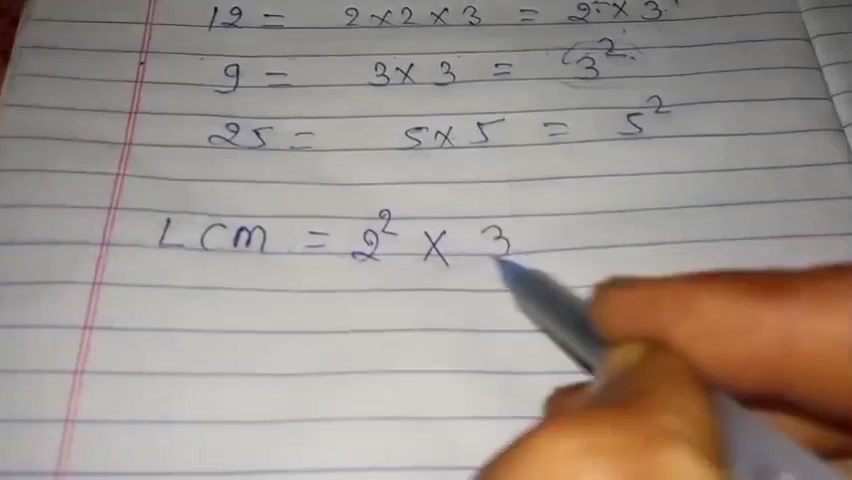 12 = 2 × 2 × 3 = 2² × 3
9 = 3 × 3 = 3²
25 = 5 × 5 = 5²
LCM = 2² × 3